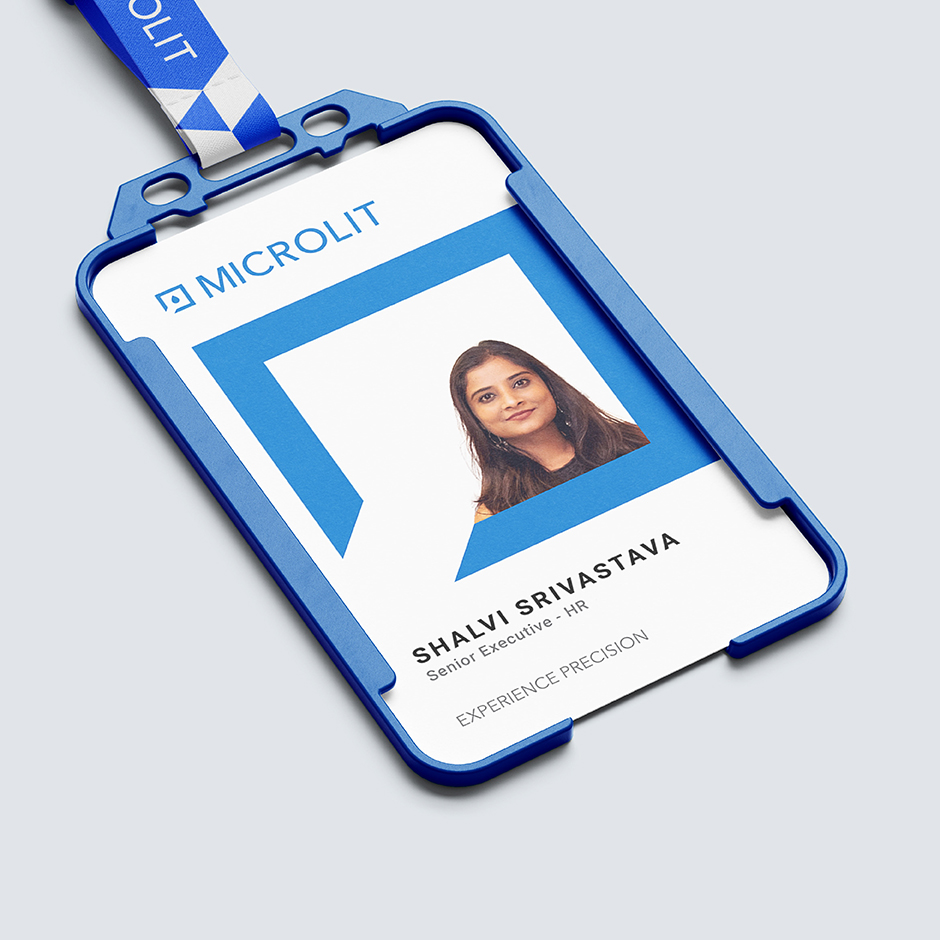 OLIT
MICROLIT
SHALVI SRIVASTAVA
Senior Executive - HR
EXPERIENCE PRECISION